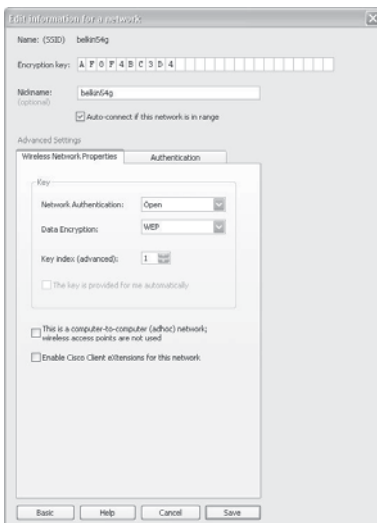 Edit information for a network
Name: (SSID) belkin54g
Encryption key: A F 0 F 4 B C 3 D 4
Nickname: belkin54g
(optional)
Auto-connect if this network is in range
Advanced Settings
Wireless Network Properties Authentication
Key
Network Authentication: Open
Data Encryption: WEP
Key index (advanced): 1
The key is provided for me automatically
This is a computer-to-computer (adhoc) network;
wireless access points are not used
Enable Cisco Client eXtensions for this network
Basic Help Cancel Save